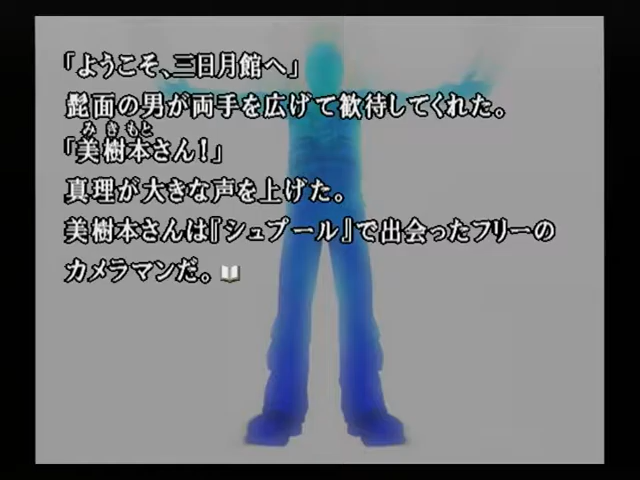 「ようこそ、三日月館へ」
髭面の男が両手を広げて歓待してくれた。
みきもと
「美樹本さん！」
真理が大きな声を上げた。
美樹本さんは『シュプール』で出会ったフリーの
カメラマンだ。